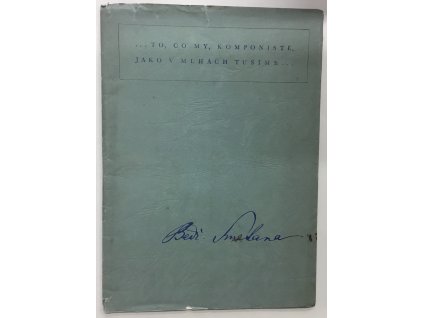 ...TO, CO MY, KOMPONISTÉ,
JAKO V MLHÁCH TUŠÍME...
Bedř. Smetana